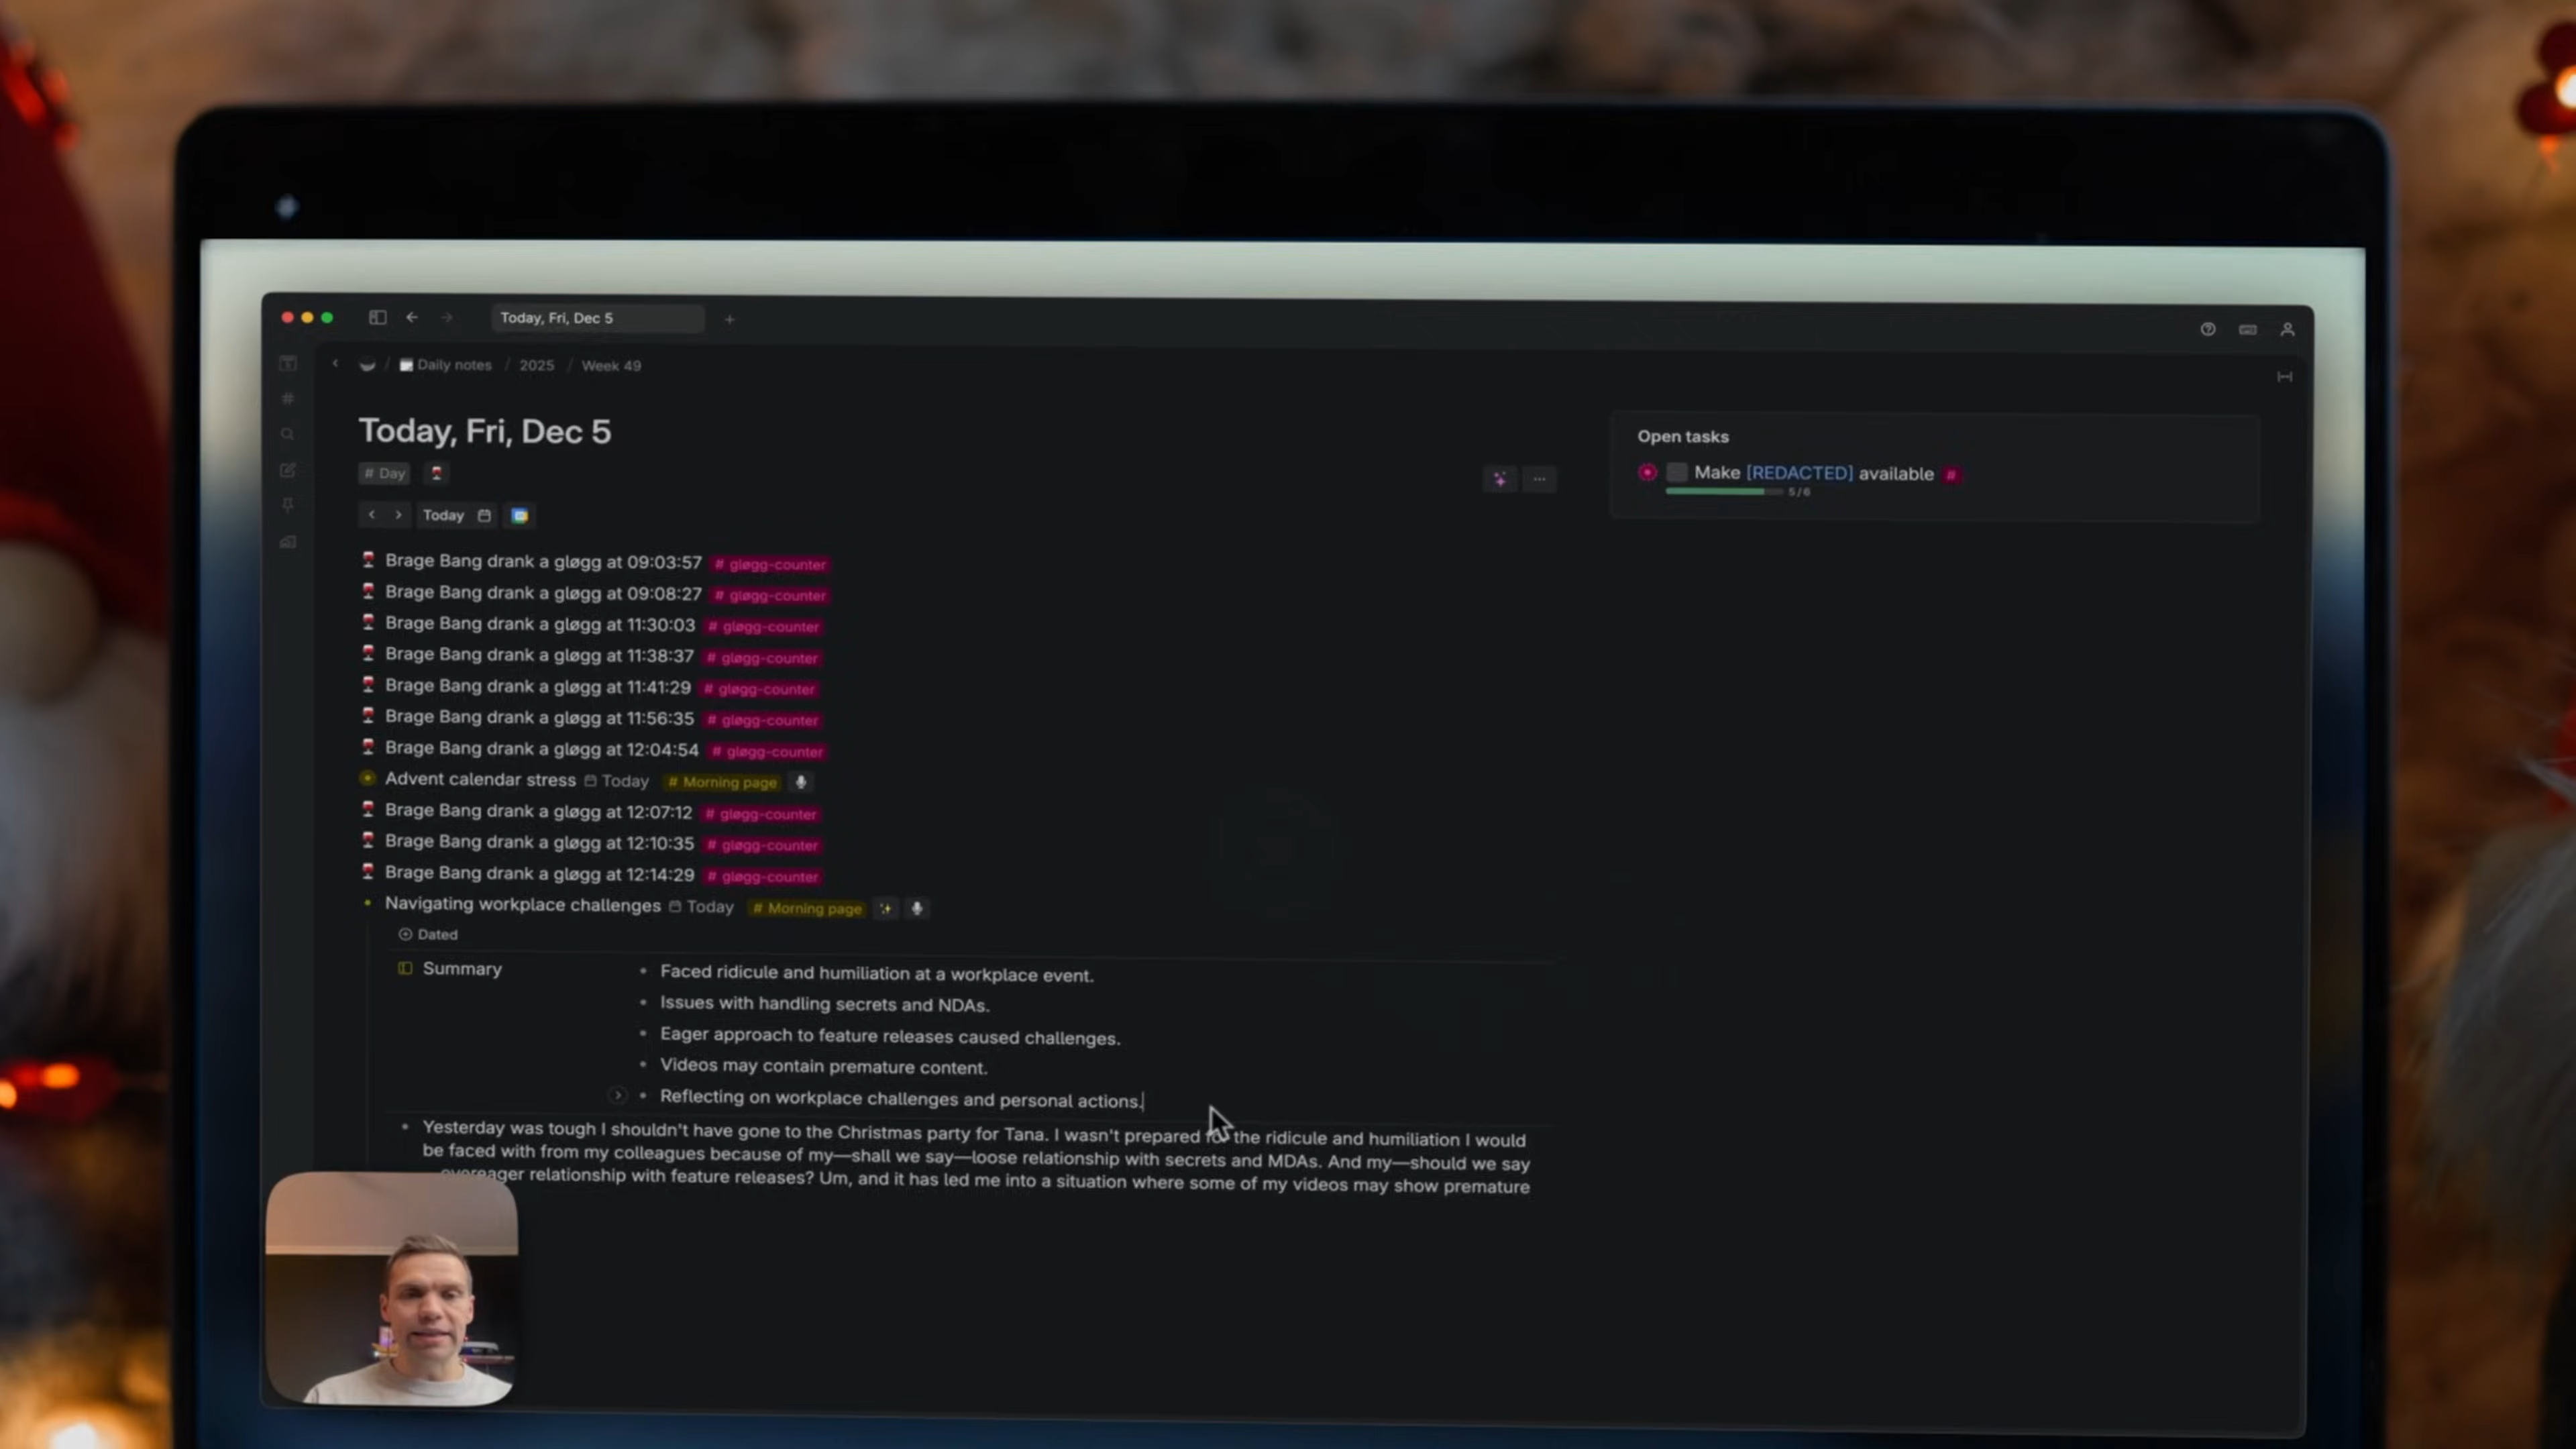 Today, Fri, Dec 5
Daily notes / 2025 / Week 49
Today, Fri, Dec 5
# Day
Today
Brage Bang drank a gløgg at 09:03:57 # gløgg-counter
Brage Bang drank a gløgg at 09:08:27 # gløgg-counter
Brage Bang drank a gløgg at 11:30:03 # gløgg-counter
Brage Bang drank a gløgg at 11:38:37 # gløgg-counter
Brage Bang drank a gløgg at 11:41:29 # gløgg-counter
Brage Bang drank a gløgg at 11:56:35 # gløgg-counter
Brage Bang drank a gløgg at 12:04:54 # gløgg-counter
Advent calendar stress Today # Morning page
Brage Bang drank a gløgg at 12:07:12 # gløgg-counter
Brage Bang drank a gløgg at 12:10:35 # gløgg-counter
Brage Bang drank a gløgg at 12:14:29 # gløgg-counter
Navigating workplace challenges Today # Morning page
Dated
Summary
Faced ridicule and humiliation at a workplace event.
Issues with handling secrets and NDAs.
Eager approach to feature releases caused challenges.
Videos may contain premature content.
Reflecting on workplace challenges and personal actions.
Yesterday was tough I shouldn't have gone to the Christmas party for Tana. I wasn't prepared for the ridicule and humiliation I would
be faced with from my colleagues because of my—shall we say—loose relationship with secrets and MDAs. And my—should we say
overeager relationship with feature releases? Um, and it has led me into a situation where some of my videos may show premature
Open tasks
Make [REDACTED] available #
5/6